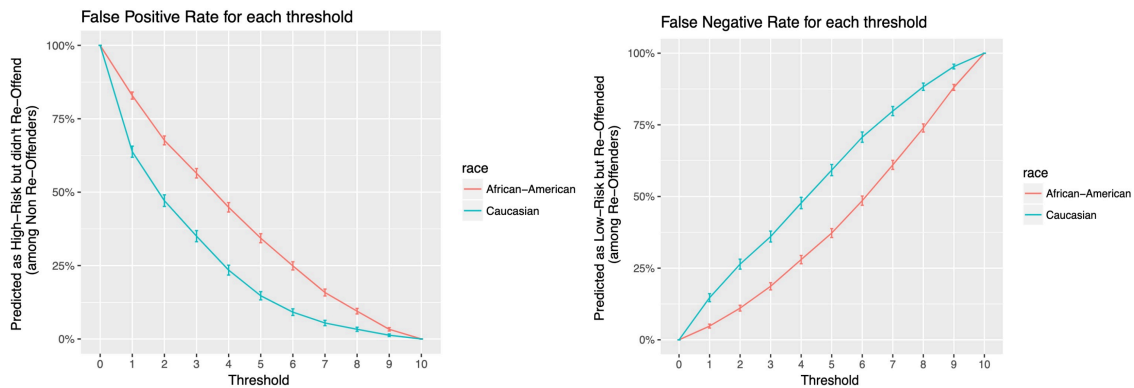 False Positive Rate for each threshold
Predicted as High−Risk but didn't Re−Offend
(among Non Re−Offenders)
100%
75%
50%
25%
0%
0 1 2 3 4 5 6 7 8 9 10
Threshold
race
African−American
Caucasian
False Negative Rate for each threshold
Predicted as Low−Risk but Re−Offended
(among Re−Offenders)
100%
75%
50%
25%
0%
0 1 2 3 4 5 6 7 8 9 10
Threshold
race
African−American
Caucasian